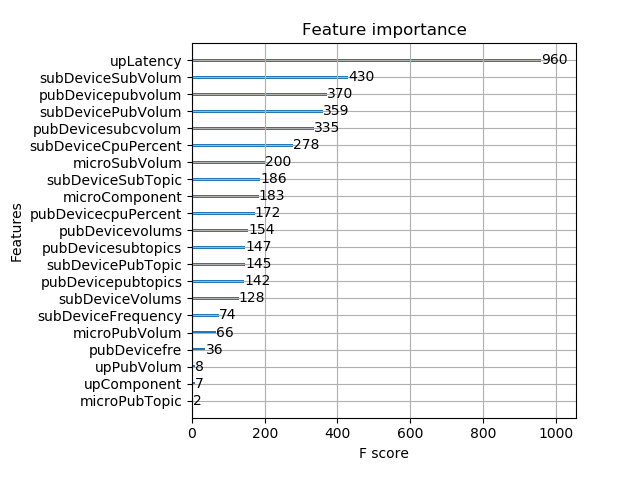 Feature importance
upLatency 960
subDeviceSubVolum 430
pubDevicepubvolum 370
subDevicePubVolum 359
pubDevicesubcvolum 335
subDeviceCpuPercent 278
microSubVolum 200
subDeviceSubTopic 186
microComponent 183
pubDevicecpuPercent 172
pubDevicevolums 154
pubDevicesubtopics 147
subDevicePubTopic 145
pubDevicepubtopics 142
subDeviceVolums 128
subDeviceFrequency 74
microPubVolum 66
pubDevicefre 36
upPubVolum 8
upComponent 7
microPubTopic 2
Features
0 200 400 600 800 1000
F score